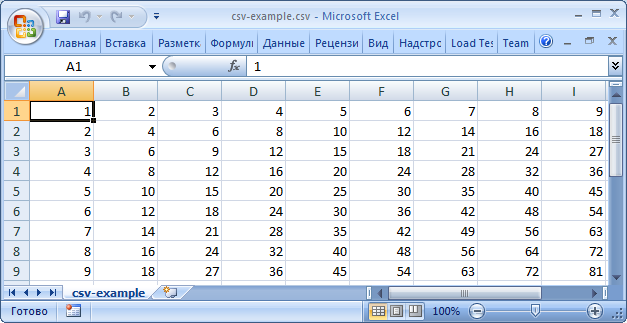 csv-example.csv - Microsoft Excel
Главная Вставка Разметк Формулы Данные Рецензи Вид Надстрс Load Tes Team
A1 fx 1
A B C D E F G H I
1 1 2 3 4 5 6 7 8 9
2 2 4 6 8 10 12 14 16 18
3 3 6 9 12 15 18 21 24 27
4 4 8 12 16 20 24 28 32 36
5 5 10 15 20 25 30 35 40 45
6 6 12 18 24 30 36 42 48 54
7 7 14 21 28 35 42 49 56 63
8 8 16 24 32 40 48 56 64 72
9 9 18 27 36 45 54 63 72 81
csv-example
Готово 100%